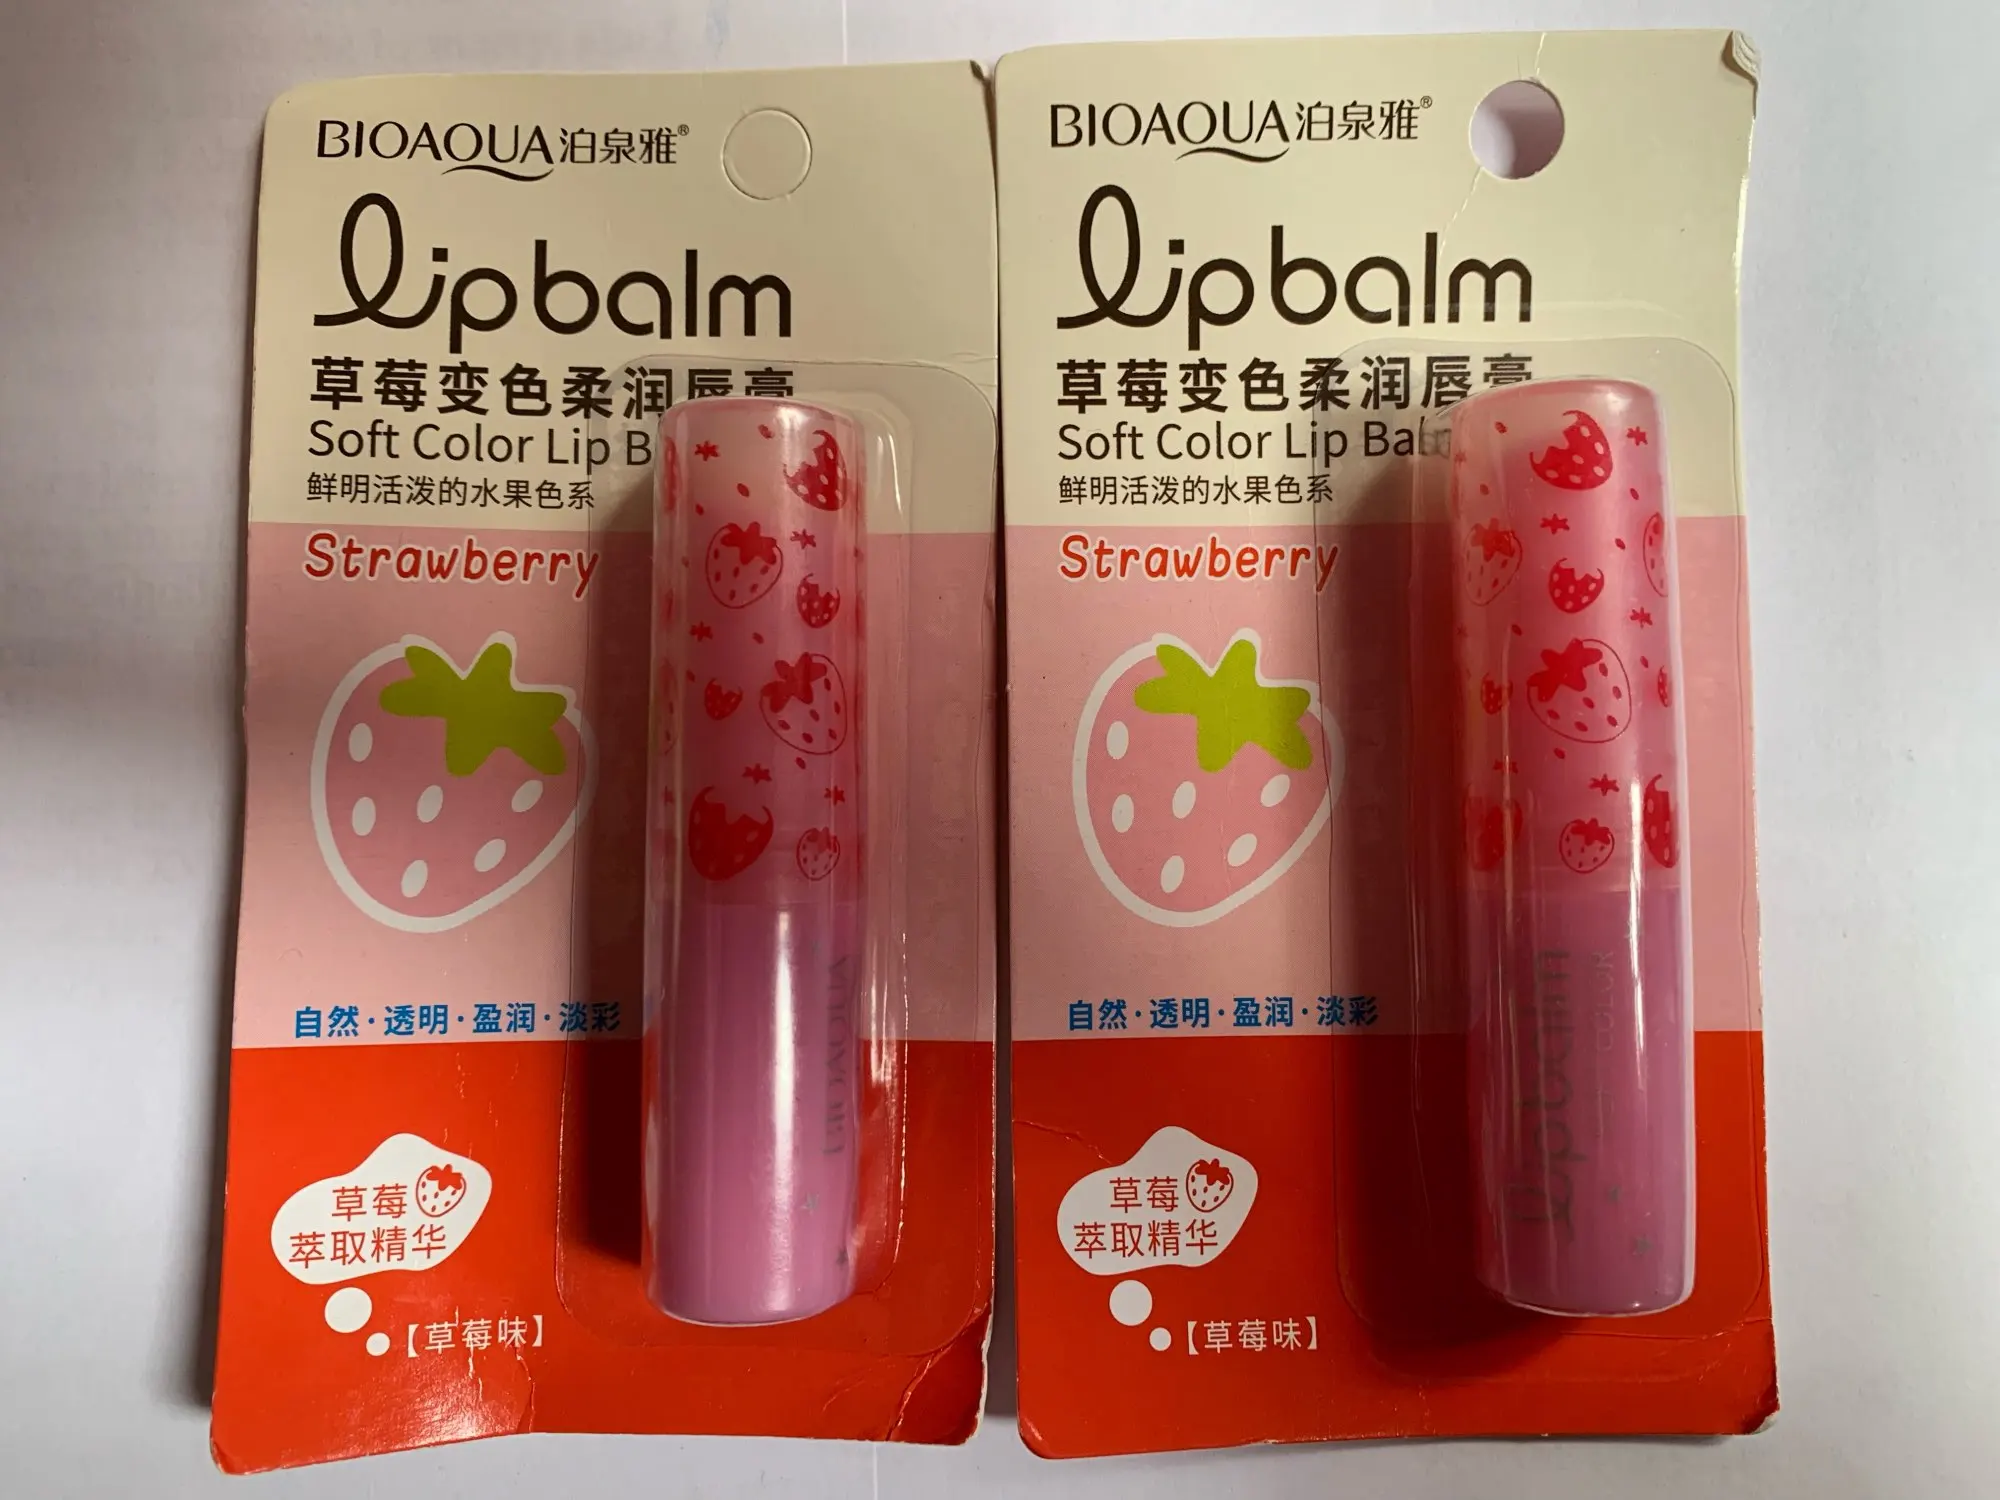 BIOAQUA泊泉雅®
lipbalm
草莓变色柔润唇膏
Soft Color Lip B
鲜明活泼的水果色系
Strawberry
自然·透明·盈润·淡彩
草莓
萃取精华
【草莓味】
BIOAQUA泊泉雅®
lipbalm
草莓变色柔润唇膏
Soft Color Lip Balm
鲜明活泼的水果色系
Strawberry
自然·透明·盈润·淡彩
草莓
萃取精华
【草莓味】
lipbalm
COLOR